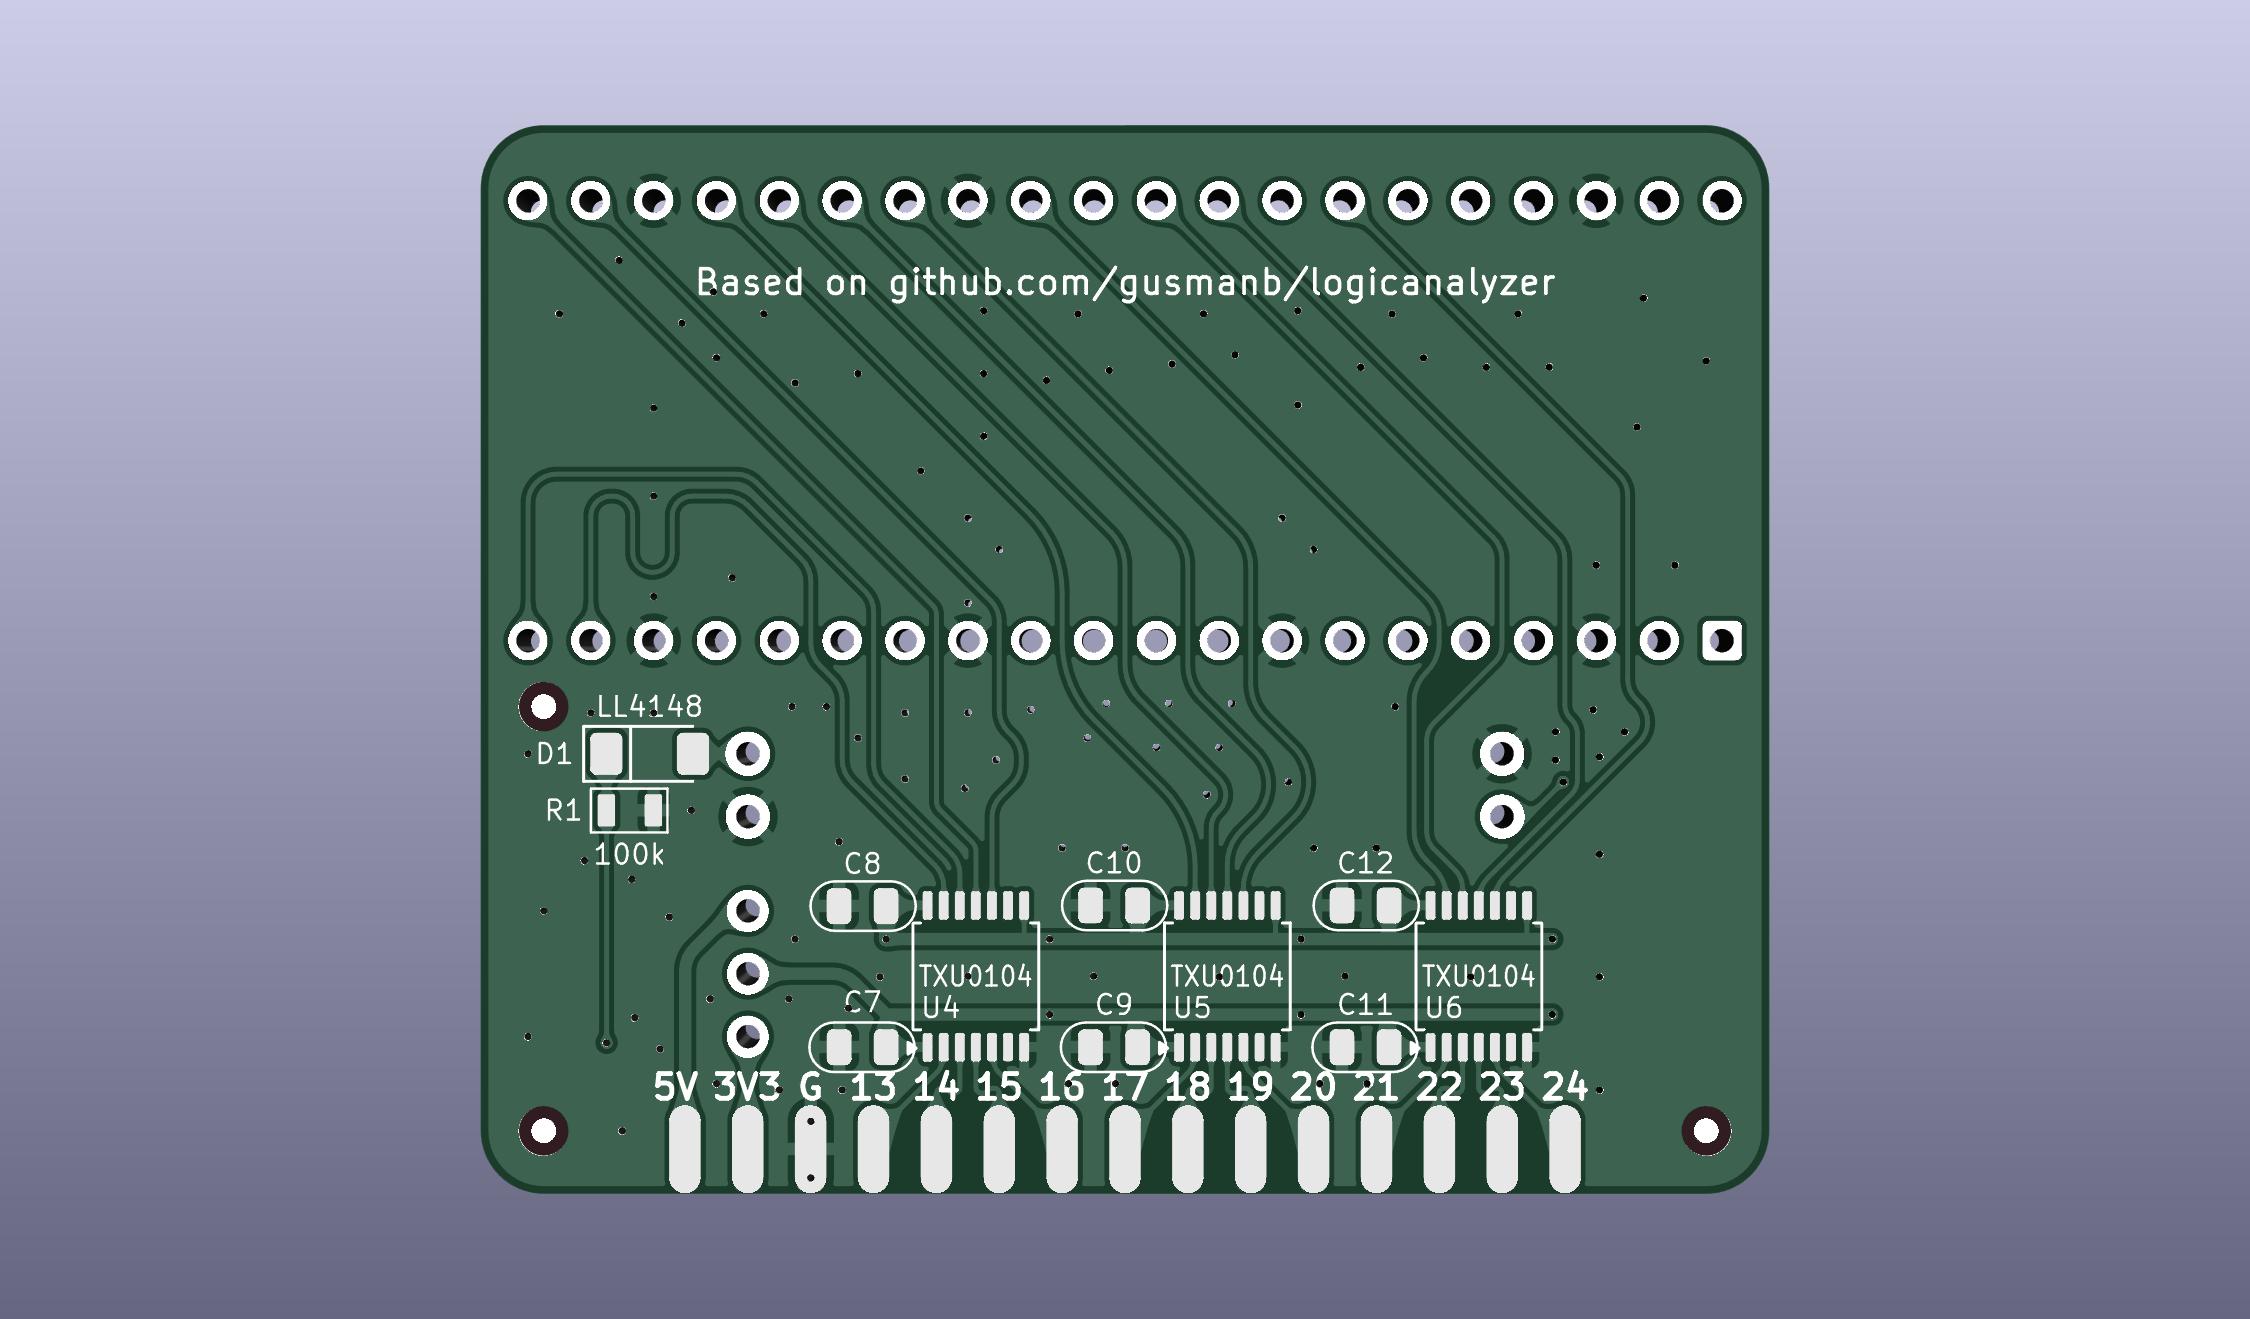 Based on github.com/gusmanb/logicanalyzer
LL4148
D1
R1
100k
C8
C10
C12
TXU0104
U4
TXU0104
U5
TXU0104
U6
C7
C9
C11
5V 3V3 G 13 14 15 16 17 18 19 20 21 22 23 24